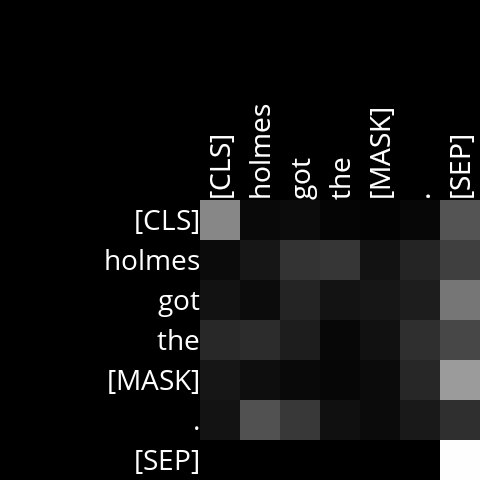 [CLS]
holmes
got
the
[MASK]
.
[SEP]
[CLS]
holmes
got
the
[MASK]
.
[SEP]